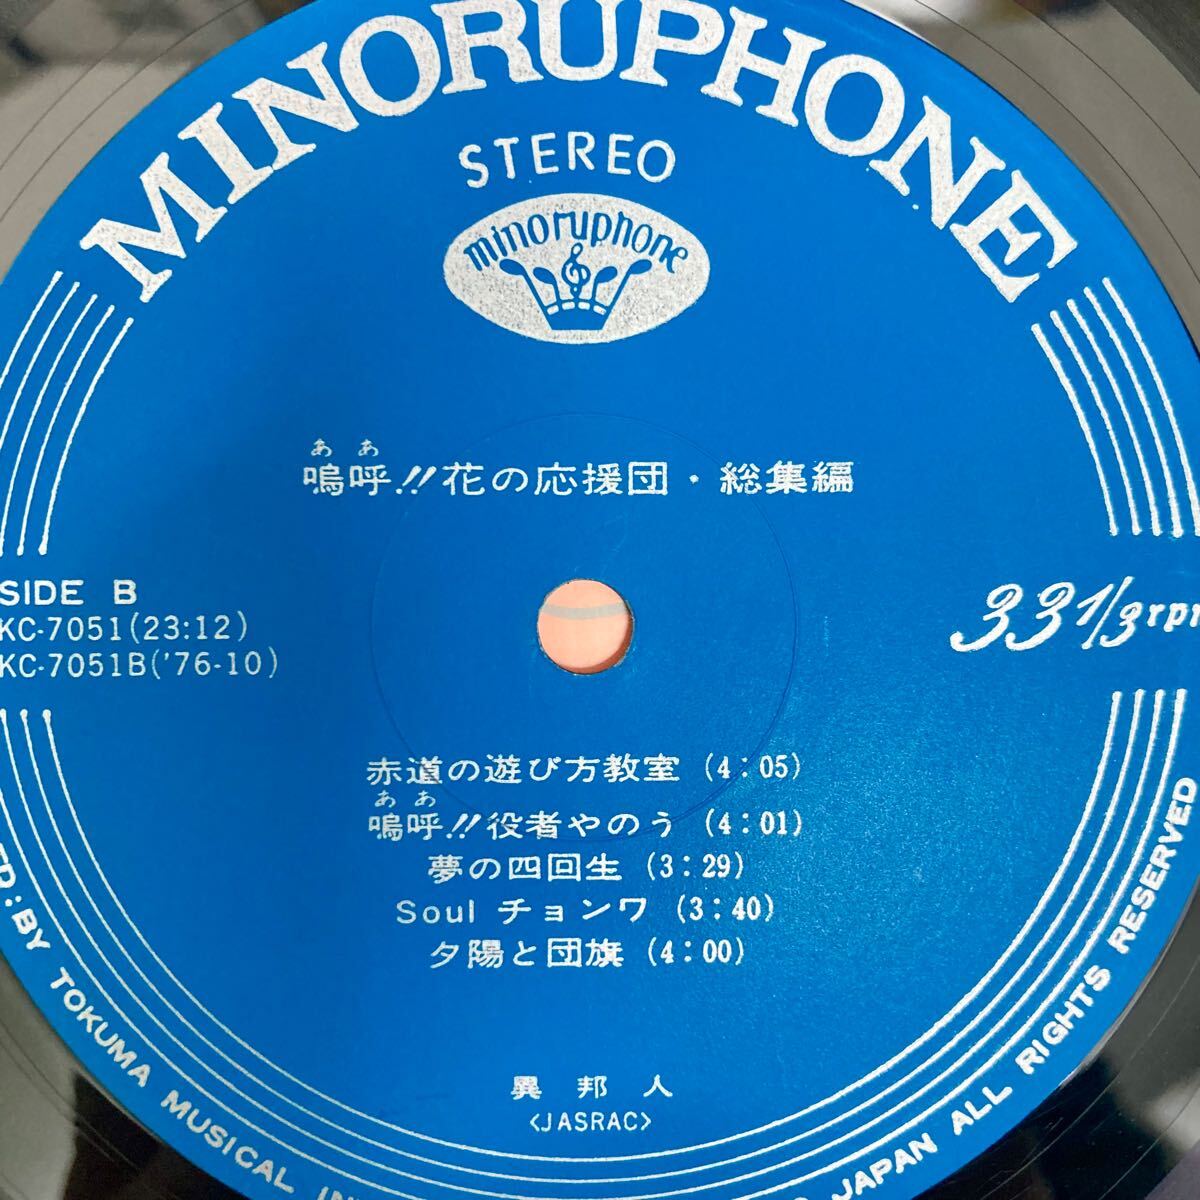 MINORUPHONE
STEREO
minoruphone
ああ
嗚呼!!花の応援団・総集編
SIDE B
KC-7051(23:12)
KC-7051B('76-10)
33 1/3 rpm
赤道の遊び方教室 (4:05)
ああ
嗚呼!!役者やのう (4:01)
夢の四回生 (3:29)
Soul チョンワ (3:40)
夕陽と団旗 (4:00)
異邦人
<JASRAC>
BY TOKUMA MUSICAL
JAPAN ALL RIGHTS RESERVED